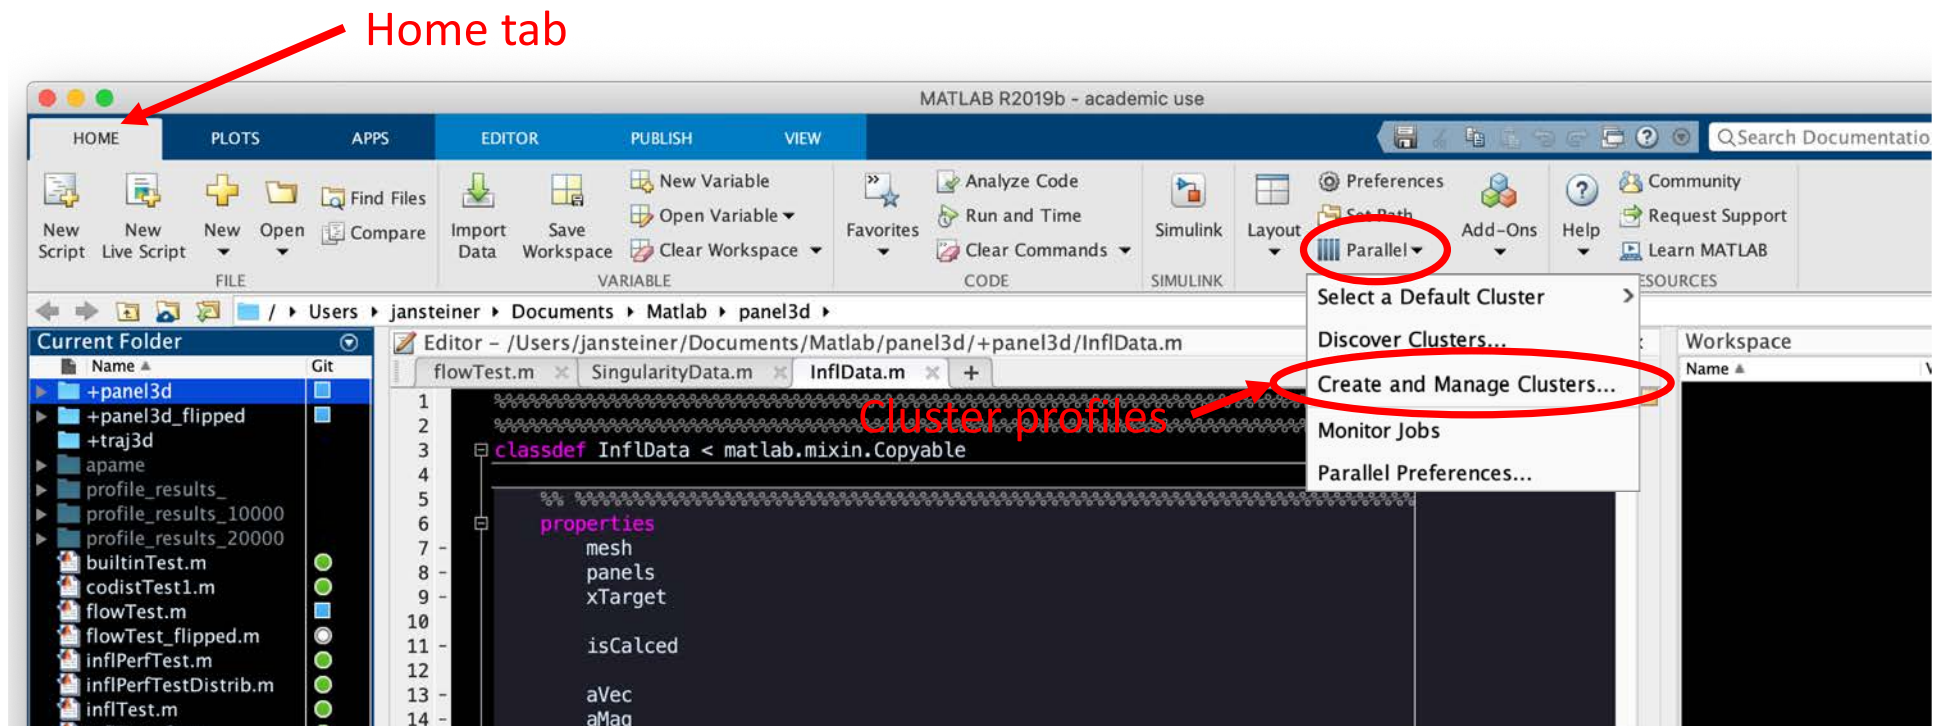 Home tab
MATLAB R2019b - academic use
HOME PLOTS APPS EDITOR PUBLISH VIEW
Search Documentatio
New Script
New Live Script
New
Open
Find Files
Compare
FILE
Import Data
Save Workspace
New Variable
Open Variable
Clear Workspace
VARIABLE
Favorites
Analyze Code
Run and Time
Clear Commands
CODE
Simulink
SIMULINK
Layout
Preferences
Set Path
Parallel
Add-Ons
Help
Community
Request Support
Learn MATLAB
ESOURCES
Select a Default Cluster
Discover Clusters...
Create and Manage Clusters...
Monitor Jobs
Parallel Preferences...
Cluster profiles
/ Users jansteiner Documents Matlab panel3d
Current Folder
Name Git
+panel3d
+panel3d_flipped
+traj3d
apame
profile_results_
profile_results_10000
profile_results_20000
builtinTest.m
codistTest1.m
flowTest.m
flowTest_flipped.m
inflPerfTest.m
inflPerfTestDistrib.m
inflTest.m
Editor - /Users/jansteiner/Documents/Matlab/panel3d/+panel3d/InflData.m
flowTest.m SingularityData.m InflData.m +
1
2
3 classdef InflData < matlab.mixin.Copyable
4
5
6 properties
7 - mesh
8 - panels
9 - xTarget
10
11 - isCalced
12
13 - aVec
14 - aMag
Workspace
Name V